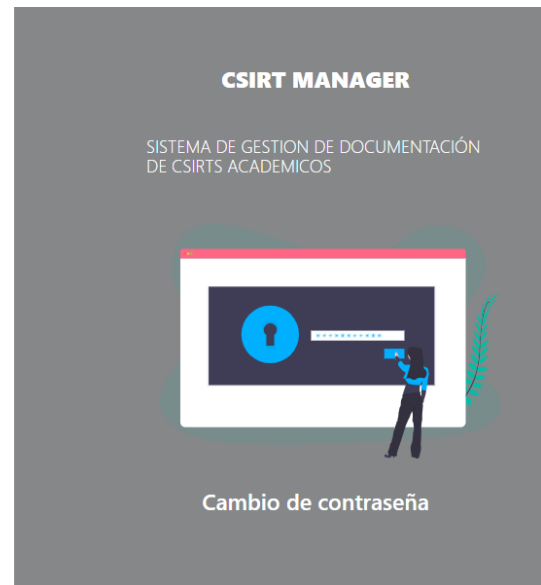 CSIRT MANAGER
SISTEMA DE GESTION DE DOCUMENTACIÓN
DE CSIRTS ACADEMICOS
Cambio de contraseña